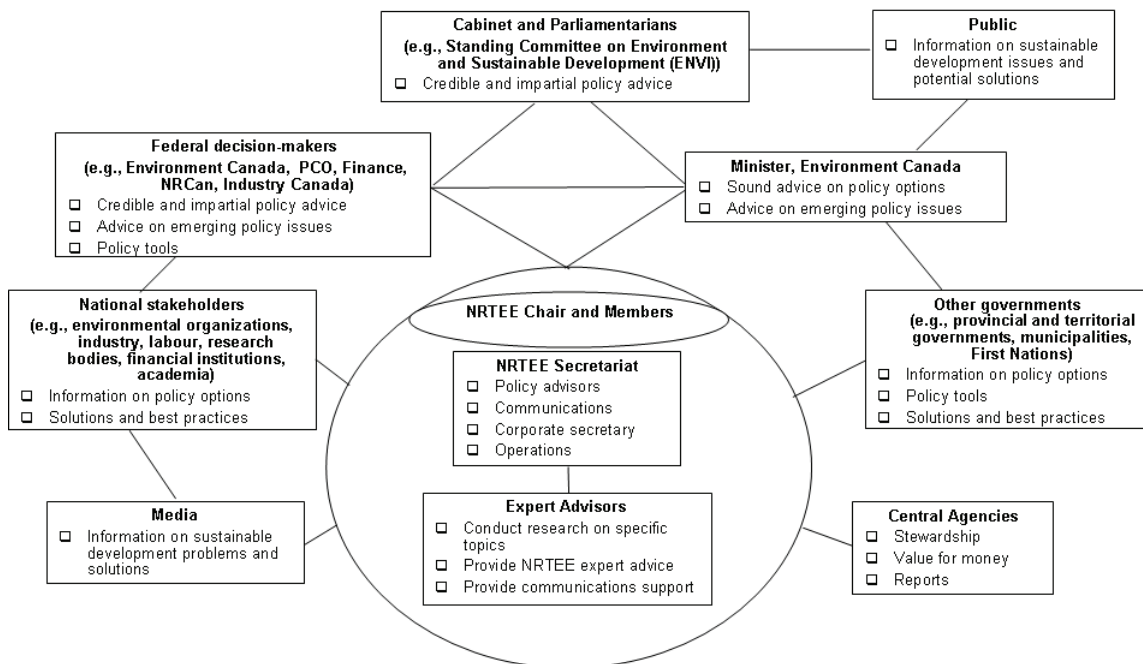 Cabinet and Parliamentarians
(e.g., Standing Committee on Environment
and Sustainable Development (ENVI))
❑ Credible and impartial policy advice
Public
❑ Information on sustainable
development issues and
potential solutions
Federal decision-makers
(e.g., Environment Canada, PCO, Finance,
NRCan, Industry Canada)
❑ Credible and impartial policy advice
❑ Advice on emerging policy issues
❑ Policy tools
Minister, Environment Canada
❑ Sound advice on policy options
❑ Advice on emerging policy issues
National stakeholders
(e.g., environmental organizations,
industry, labour, research
bodies, financial institutions,
academia)
❑ Information on policy options
❑ Solutions and best practices
NRTEE Chair and Members
NRTEE Secretariat
❑ Policy advisors
❑ Communications
❑ Corporate secretary
❑ Operations
Other governments
(e.g., provincial and territorial
governments, municipalities,
First Nations)
❑ Information on policy options
❑ Policy tools
❑ Solutions and best practices
Media
❑ Information on sustainable
development problems and
solutions
Expert Advisors
❑ Conduct research on specific
topics
❑ Provide NRTEE expert advice
❑ Provide communications support
Central Agencies
❑ Stewardship
❑ Value for money
❑ Reports